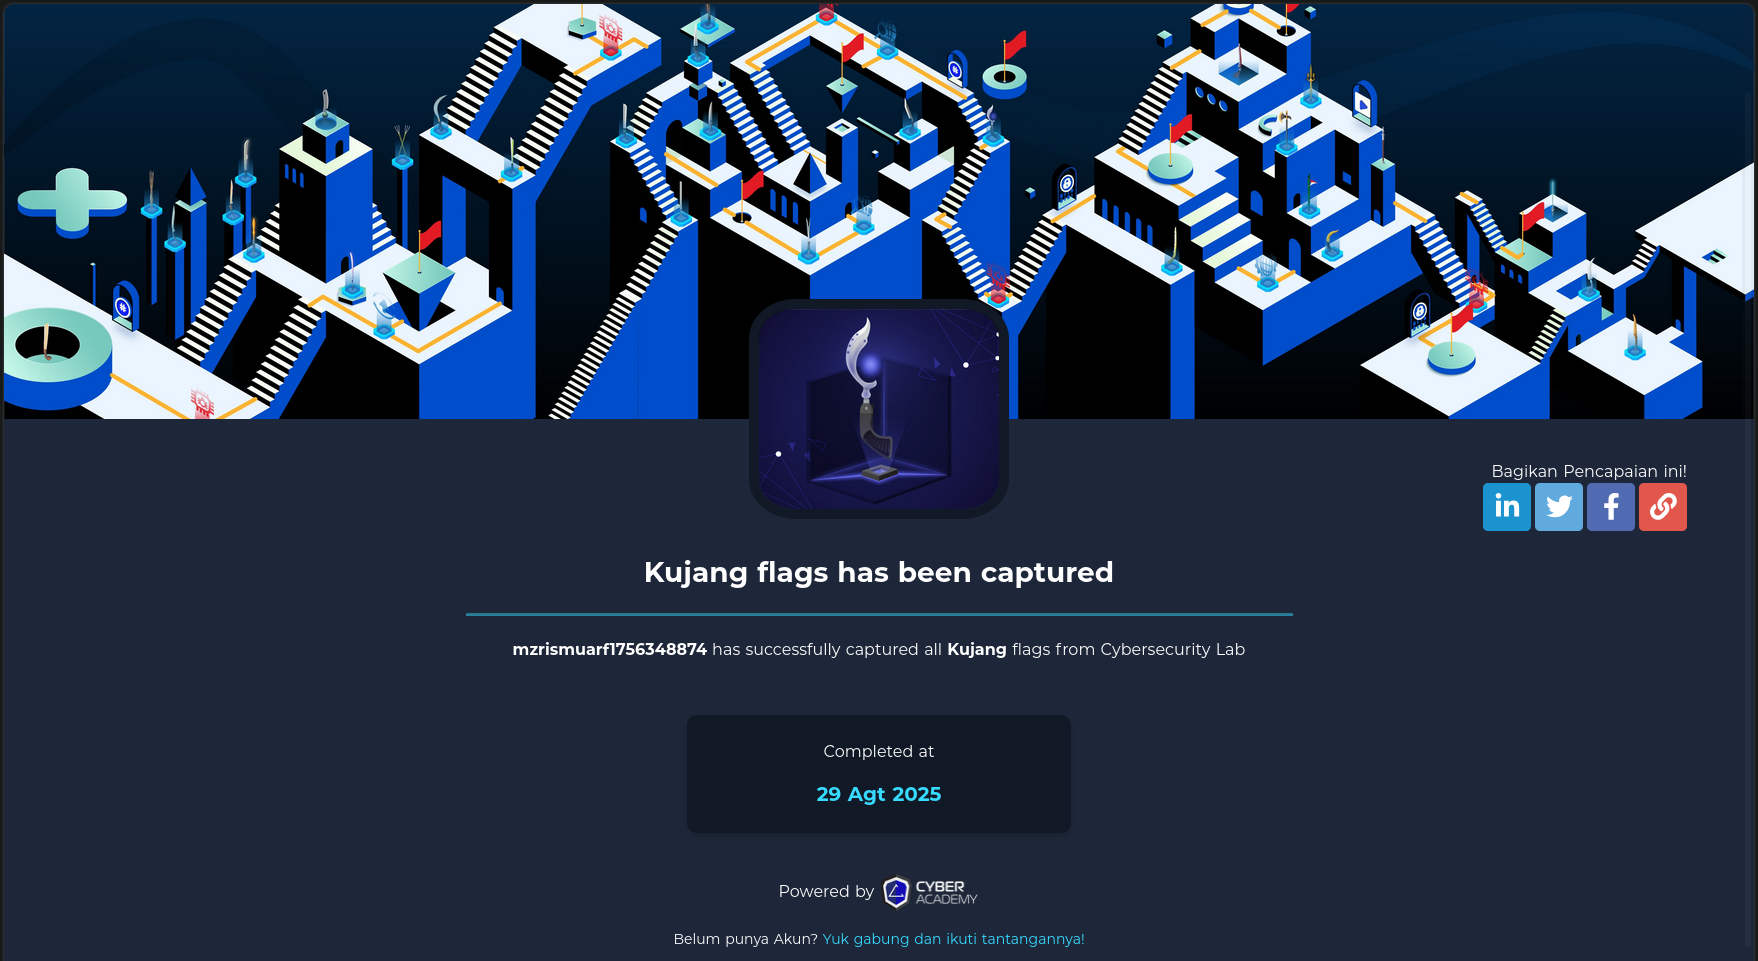 Bagikan Pencapaian ini!
Kujang flags has been captured
mzrismuarf1756348874 has successfully captured all Kujang flags from Cybersecurity Lab
Completed at
29 Agt 2025
Powered by CYBER ACADEMY
Belum punya Akun? Yuk gabung dan ikuti tantangannya!